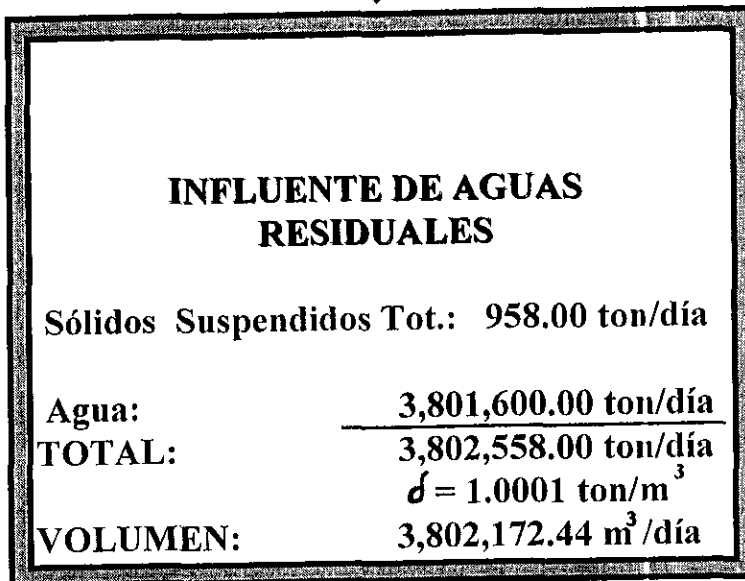 INFLUENTE DE AGUAS
RESIDUALES
Sólidos Suspendidos Tot.: 958.00 ton/día
Agua: 3,801,600.00 ton/día
TOTAL: 3,802,558.00 ton/día
d = 1.0001 ton/m³
VOLUMEN: 3,802,172.44 m³/día